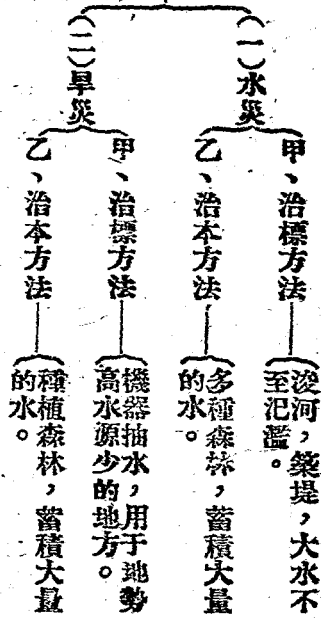 (一)水災
甲、治標方法
浚河，築堤，大水不
至汜濫。
乙、治本方法
多種森林，蓄積大量
的水。
(二)旱災
甲、治標方法
機器抽水，用于地勢
高水源少的地方。
乙、治本方法
種植森林，蓄積大量
的水。